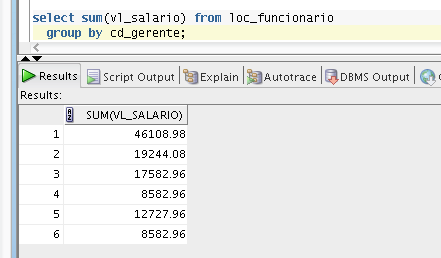 select sum(vl_salario) from loc_funcionario
group by cd_gerente;
Results Script Output Explain Autotrace DBMS Output
Results:
SUM(VL_SALARIO)
1 46108.98
2 19244.08
3 17582.96
4 8582.96
5 12727.96
6 8582.96